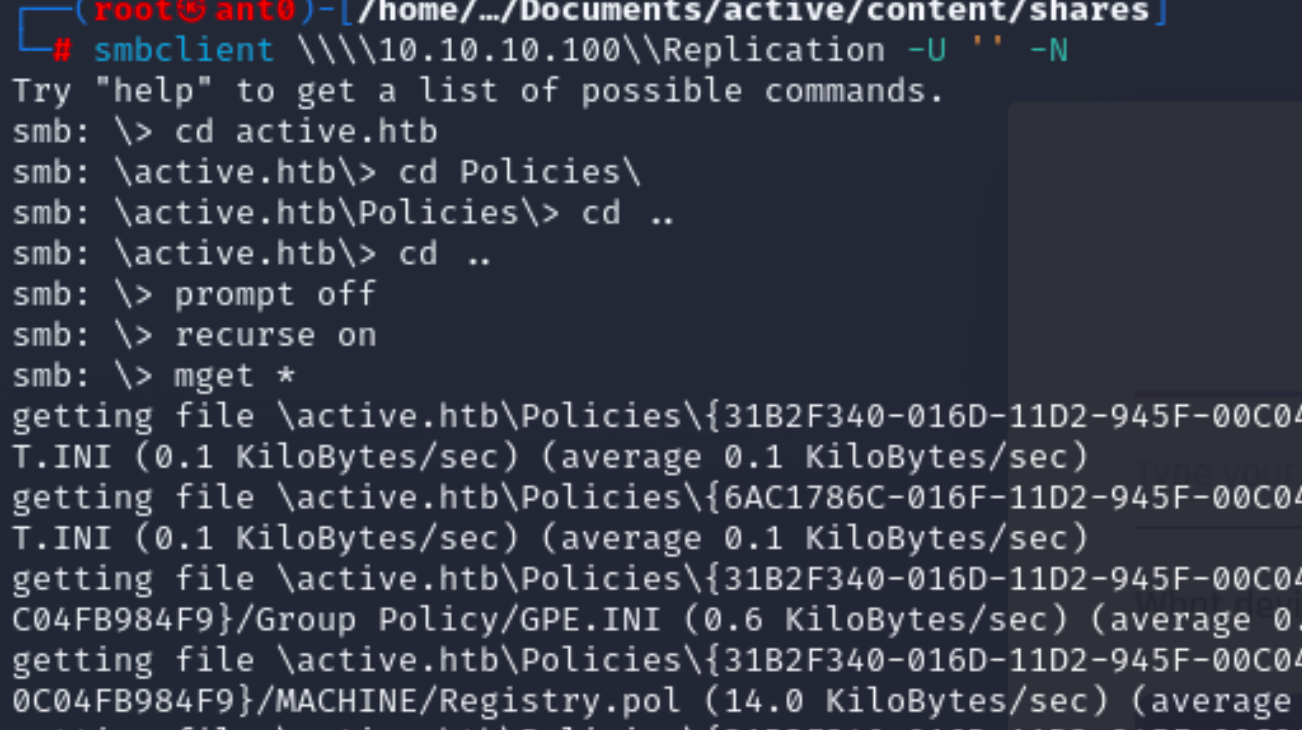 ┌──(root㉿ant0)-[/home/…/Documents/active/content/shares]
└─# smbclient \\\\10.10.10.100\\Replication -U '' -N
Try "help" to get a list of possible commands.
smb: \> cd active.htb
smb: \active.htb\> cd Policies\
smb: \active.htb\Policies\> cd ..
smb: \active.htb\> cd ..
smb: \> prompt off
smb: \> recurse on
smb: \> mget *
getting file \active.htb\Policies\{31B2F340-016D-11D2-945F-00C04
T.INI (0.1 KiloBytes/sec) (average 0.1 KiloBytes/sec)
getting file \active.htb\Policies\{6AC1786C-016F-11D2-945F-00C04
T.INI (0.1 KiloBytes/sec) (average 0.1 KiloBytes/sec)
getting file \active.htb\Policies\{31B2F340-016D-11D2-945F-00C04
C04FB984F9}/Group Policy/GPE.INI (0.6 KiloBytes/sec) (average 0.
getting file \active.htb\Policies\{31B2F340-016D-11D2-945F-00C04
0C04FB984F9}/MACHINE/Registry.pol (14.0 KiloBytes/sec) (average
Type your